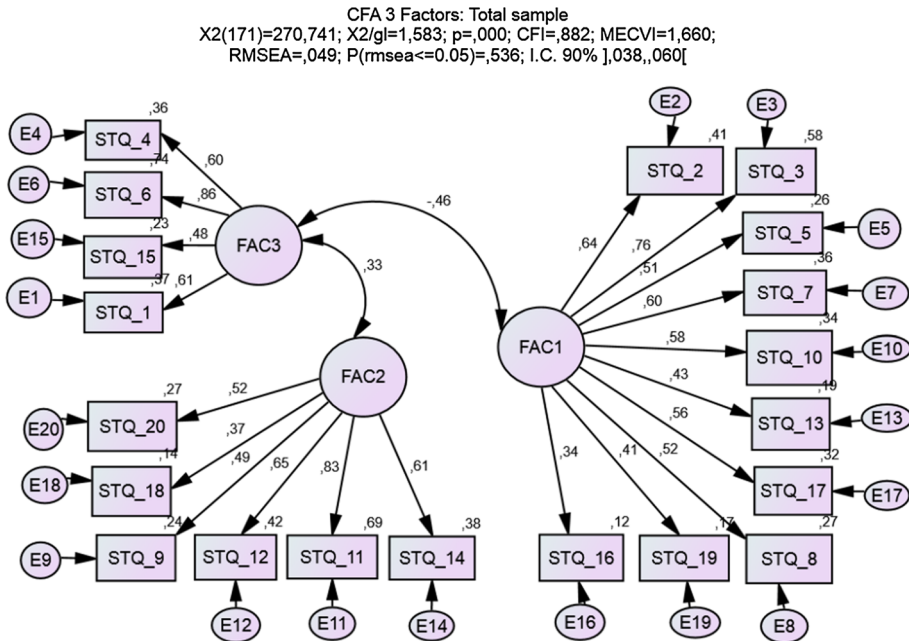 CFA 3 Factors: Total sample
X2(171)=270,741; X2/gl=1,583; p=,000; CFI=,882; MECVI=1,660;
RMSEA=,049; P(rmsea<=0.05)=,536; I.C. 90% ],038,,060[
E4
STQ_4
,36
,60
E6
STQ_6
,74
,86
E15
STQ_15
,23
,48
E1
STQ_1
,37
,61
FAC3
-,46
,33
FAC2
E20
STQ_20
,27
,52
E18
STQ_18
,14
,37
E9
STQ_9
,24
,49
STQ_12
,42
,65
E12
STQ_11
,69
,83
E11
STQ_14
,38
,61
E14
FAC1
E2
STQ_2
,41
,64
E3
STQ_3
,58
,76
STQ_5
,26
,51
E5
STQ_7
,36
,60
E7
STQ_10
,34
,58
E10
STQ_13
,19
,43
E13
STQ_17
,32
,56
E17
STQ_8
,27
,52
E8
STQ_19
,17
,41
E19
STQ_16
,12
,34
E16